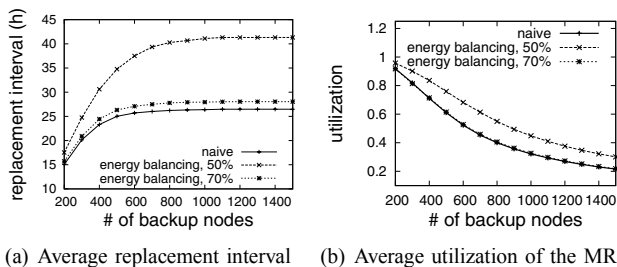 replacement interval (h)
45
40
35
30
25
20
15
10
naive
energy balancing, 50%
energy balancing, 70%
200 400 600 800 1000 1200 1400
# of backup nodes
(a) Average replacement interval
utilization
1.2
1
0.8
0.6
0.4
0.2
naive
energy balancing, 50%
energy balancing, 70%
200 400 600 800 1000 1200 1400
# of backup nodes
(b) Average utilization of the MR